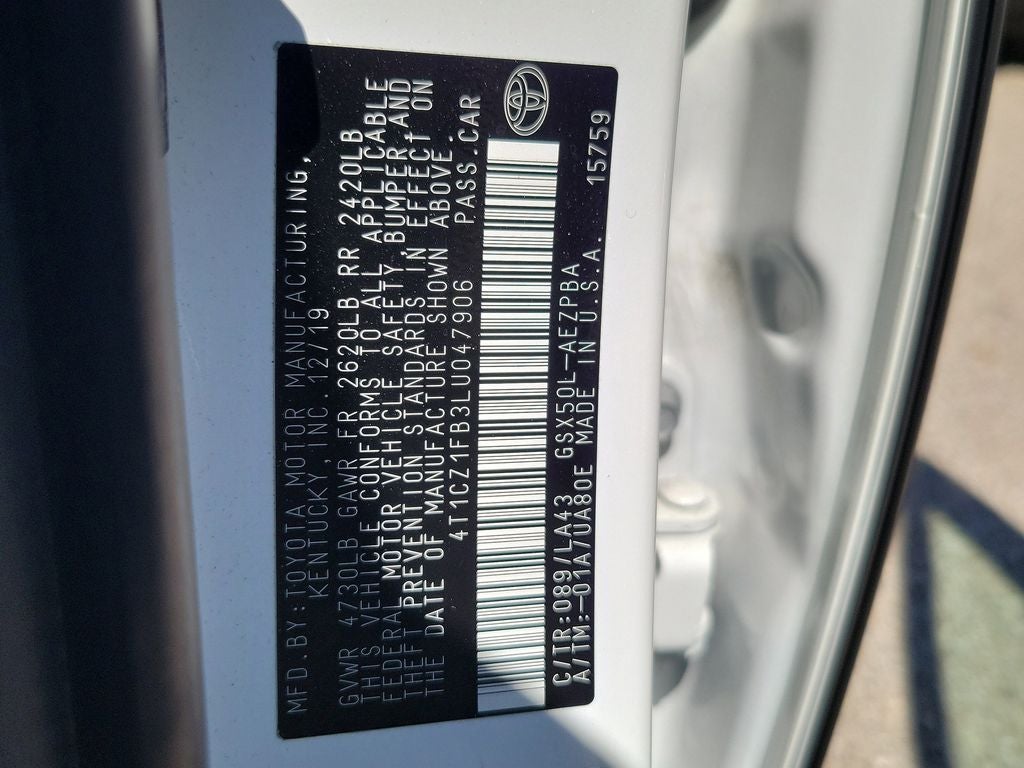 MFD.BY:TOYOTA MOTOR MANUFACTURING,
KENTUCKY, INC. 12/19
GVWR 4730LB GAWR FR 2620LB RR 2420LB
THIS VEHICLE CONFORMS TO ALL APPLICABLE
FEDERAL MOTOR VEHICLE SAFETY, BUMPER AND
THEFT PREVENTION STANDARDS IN EFFECT ON
THE DATE OF MANUFACTURE SHOWN ABOVE.
4T1CZ1FB3LU047906 PASS.CAR
C/TR:089/LA43 GSX50L-AEZPBA
A/TM:-01A/UA80E MADE IN U.S.A. 15759